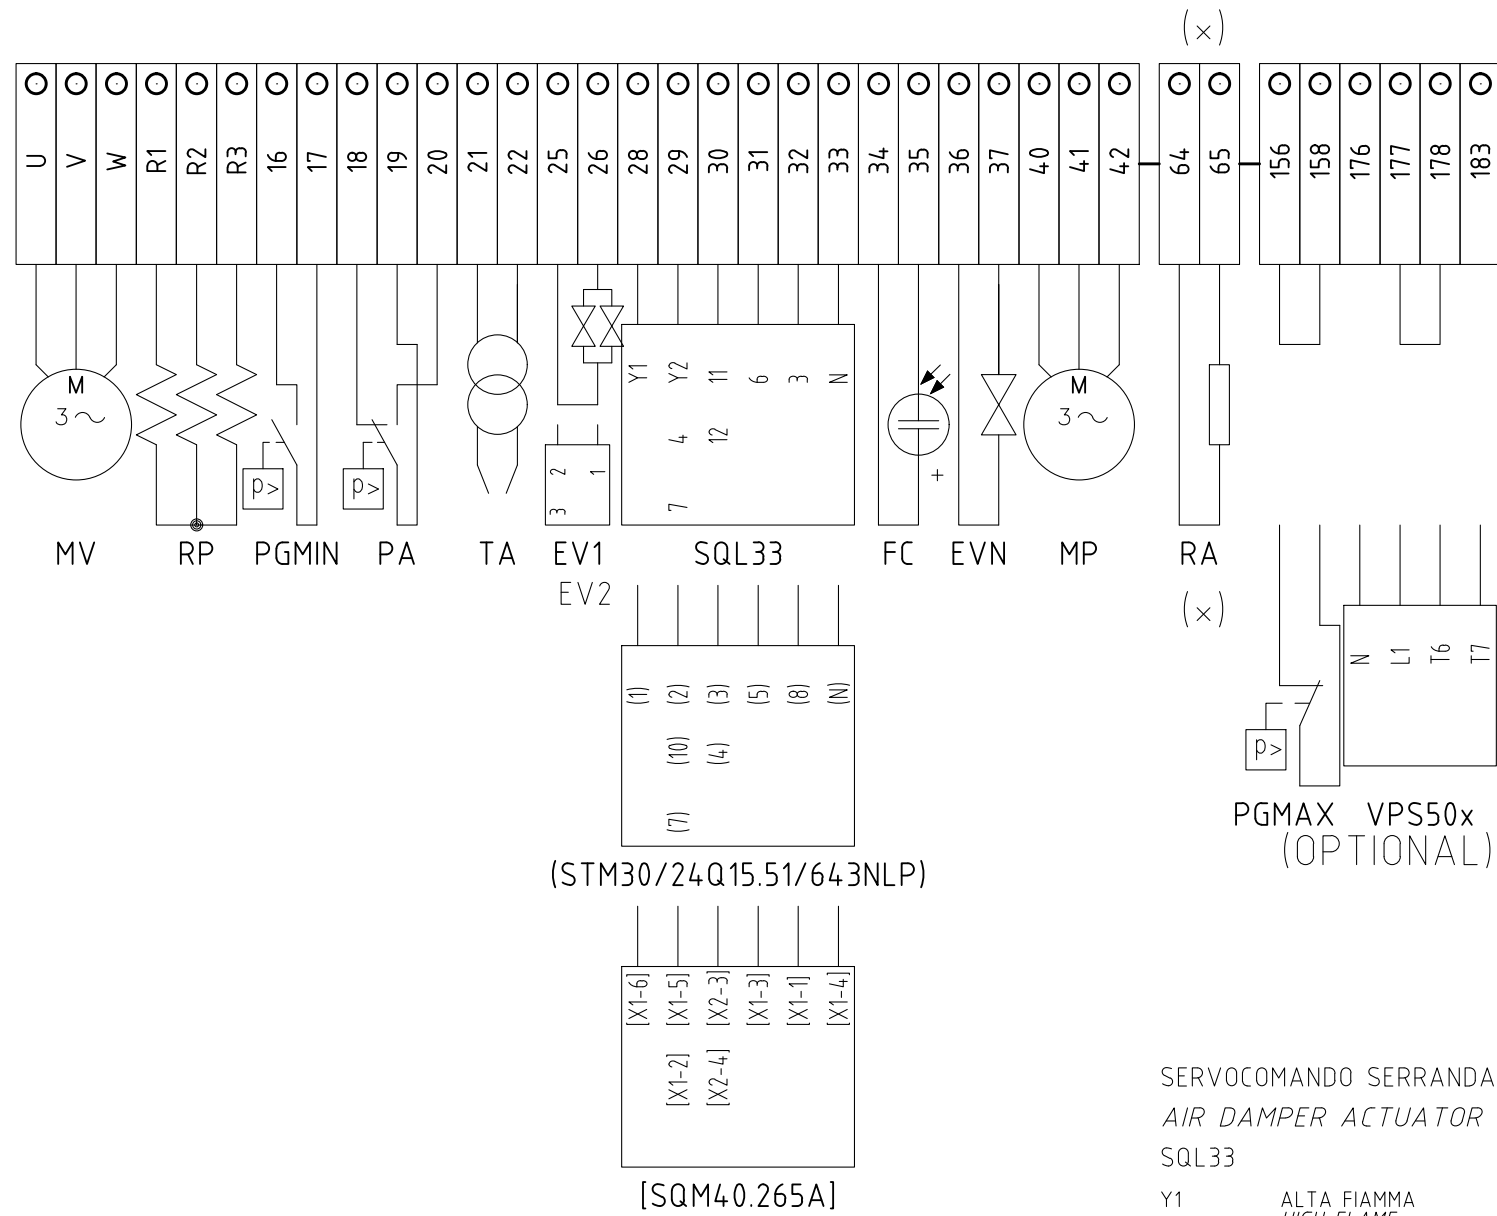 (x)
U V W R1 R2 R3 16 17 18 19 20 21 22 25 26 28 29 30 31 32 33 34 35 36 37 40 41 42 64 65 156 158 176 177 178 183
M
3~
p>
p>
2 1
3
Y1 Y2 11 6 3 N
4 12
7
+
M
3~
MV RP PGMIN PA TA EV1 SQL33 FC EVN MP RA
EV2
(x)
(1) (2) (3) (5) (8) (N)
(10) (4)
(7)
(STM30/24Q15.51/643NLP)
N L1 T6 T7
p>
PGMAX VPS50x
(OPTIONAL)
[X1-6] [X1-5] [X2-3] [X1-3] [X1-1] [X1-4]
[X1-2] [X2-4]
[SQM40.265A]
SERVOCOMANDO SERRANDA
AIR DAMPER ACTUATOR
SQL33
Y1 ALTA FIAMMA
HIGH FLAME